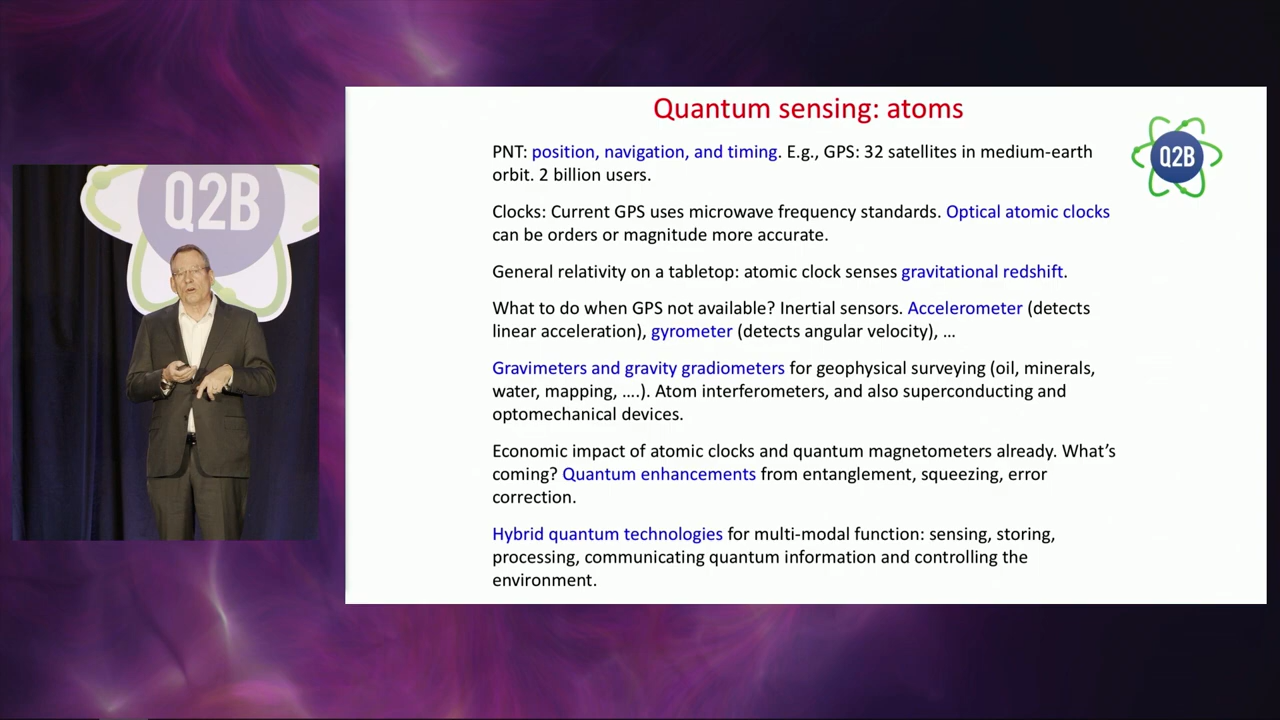 Quantum sensing: atoms
Q2B
PNT: position, navigation, and timing. E.g., GPS: 32 satellites in medium-earth
orbit. 2 billion users.
Clocks: Current GPS uses microwave frequency standards. Optical atomic clocks
can be orders or magnitude more accurate.
General relativity on a tabletop: atomic clock senses gravitational redshift.
What to do when GPS not available? Inertial sensors. Accelerometer (detects
linear acceleration), gyrometer (detects angular velocity), …
Gravimeters and gravity gradiometers for geophysical surveying (oil, minerals,
water, mapping, ….). Atom interferometers, and also superconducting and
optomechanical devices.
Economic impact of atomic clocks and quantum magnetometers already. What's
coming? Quantum enhancements from entanglement, squeezing, error
correction.
Hybrid quantum technologies for multi-modal function: sensing, storing,
processing, communicating quantum information and controlling the
environment.
Q2B